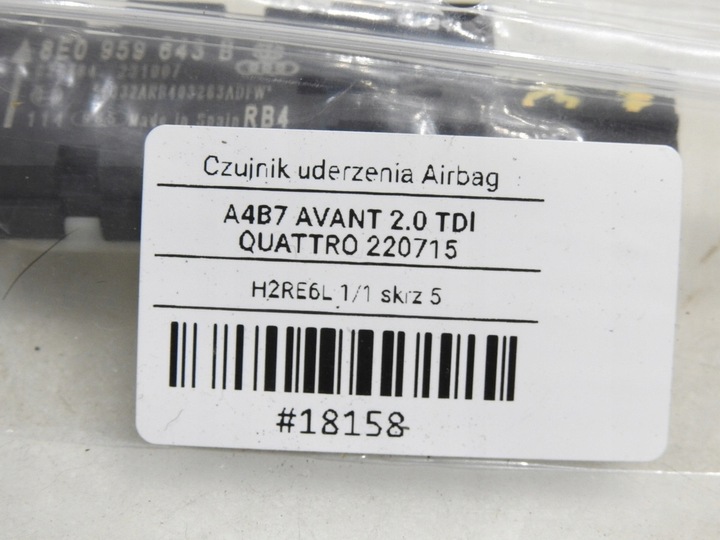 8E0 959 643 B
Made in Spain RB4
Czujnik uderzenia Airbag
A4B7 AVANT 2.0 TDI
QUATTRO 220715
H2RE6L 1/1 skrz 5
#18158